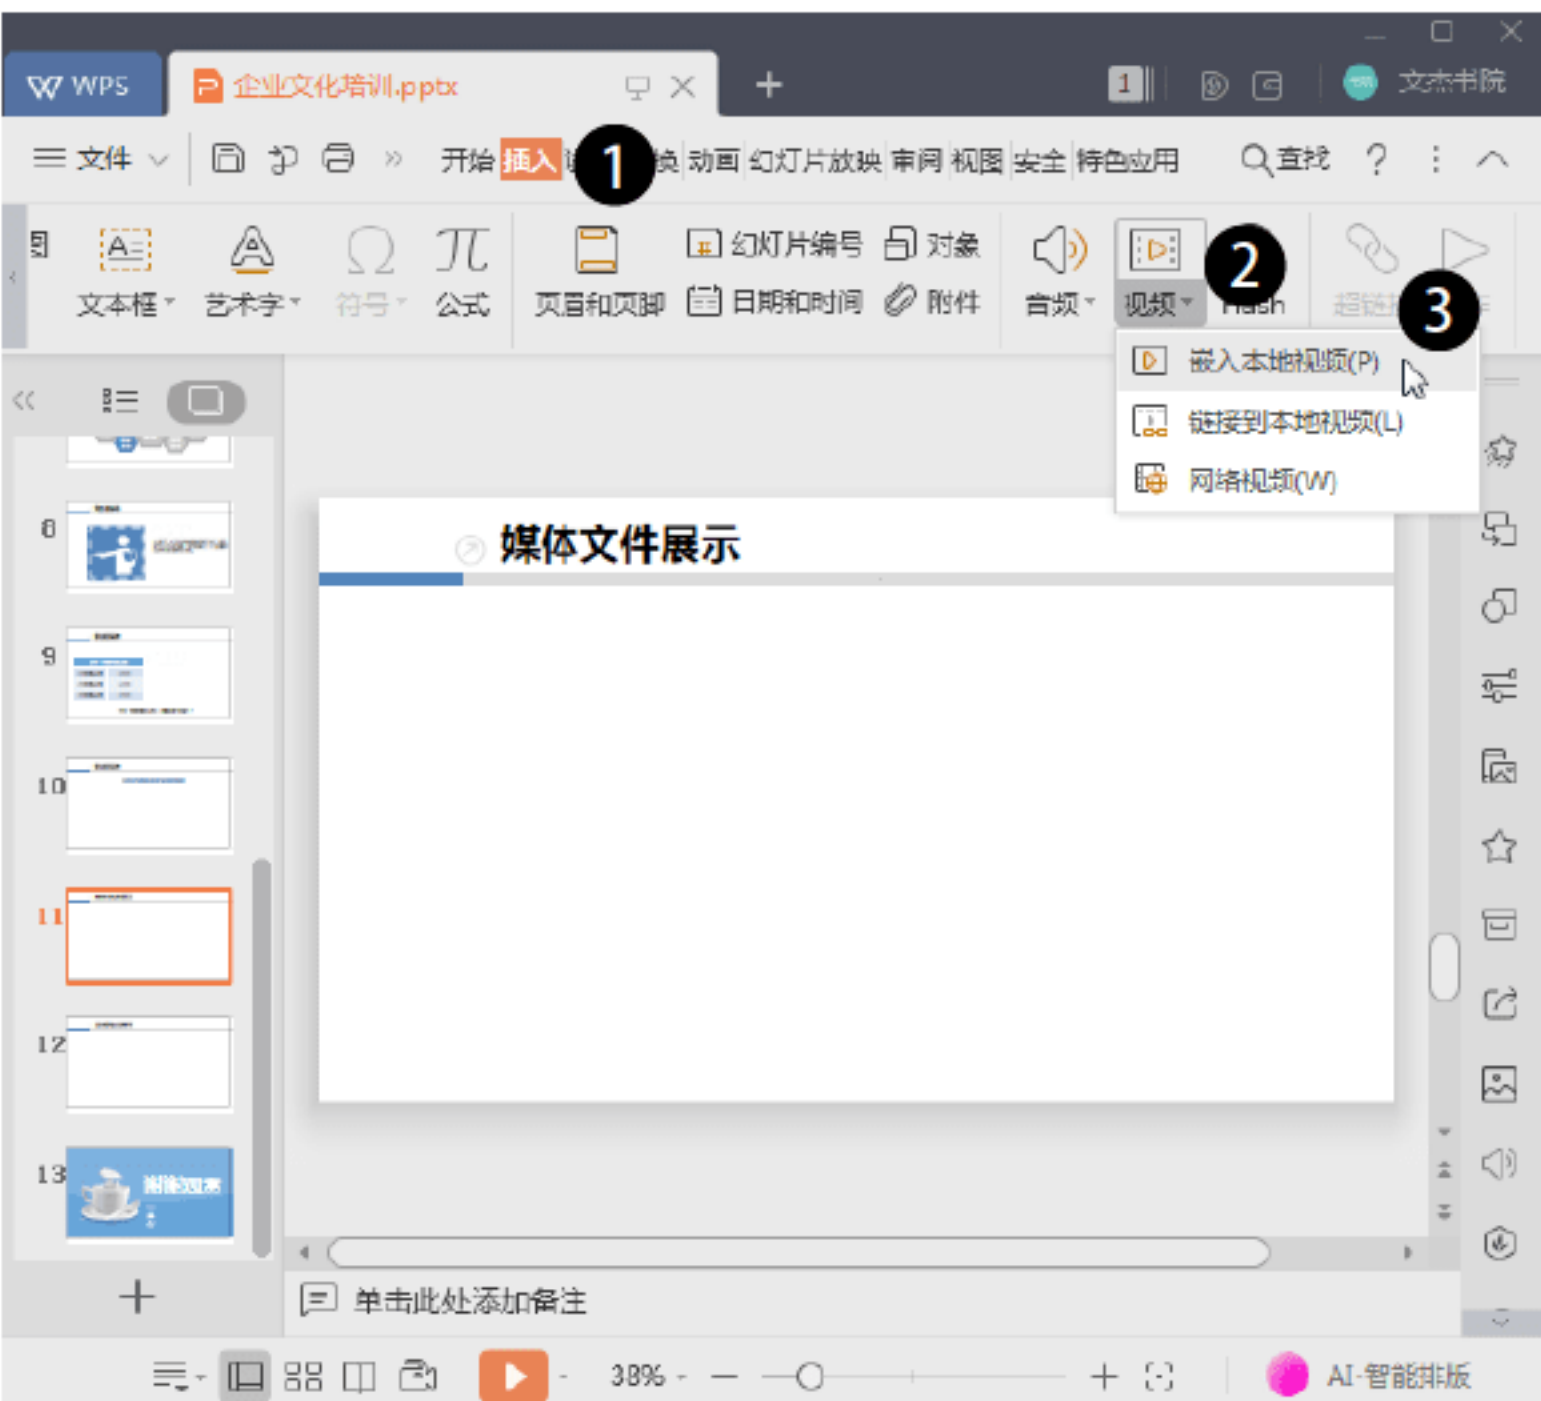 WPS 企业文化培训.pptx 1 文杰书院
文件 开始 插入 1 换 动画 幻灯片放映 审阅 视图 安全 特色应用 查找
幻灯片编号 对象
2
文本框 艺术字 符号 公式 页眉和页脚 日期和时间 附件 音频 视频 超链 3
嵌入本地视频(P)
链接到本地视频(L)
网络视频(W)
媒体文件展示
8
9
10
11
12
13
单击此处添加备注
38% AI-智能排版